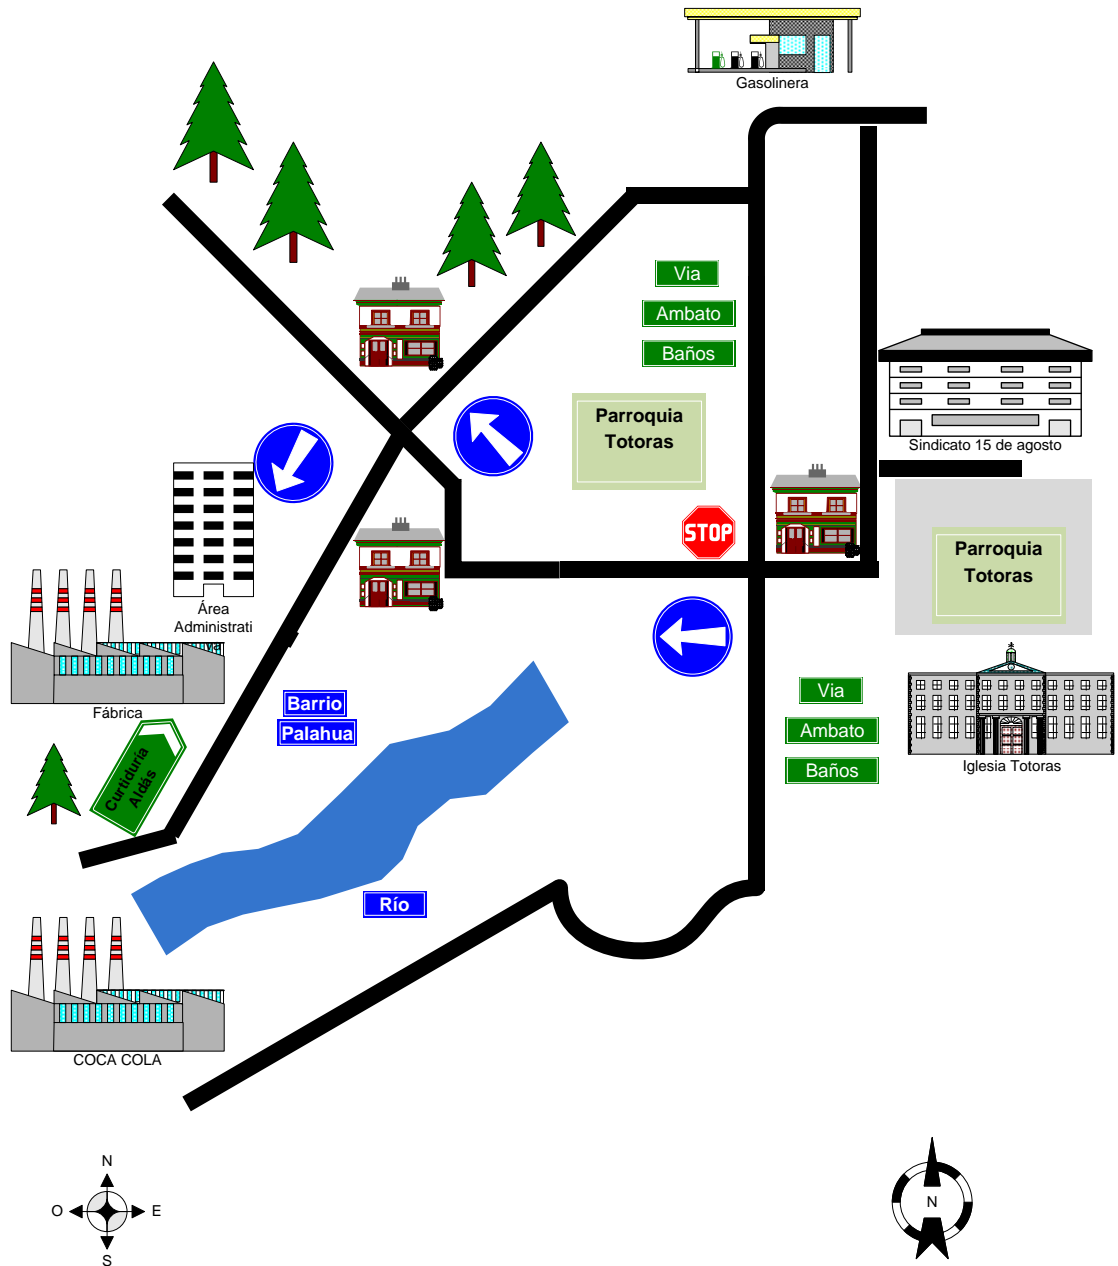 Gasolinera
Via
Ambato
Baños
Parroquia
Totoras
Sindicato 15 de agosto
STOP
Parroquia
Totoras
Área
Administrati
va
Fábrica
Barrio
Palahua
Curtiduría
Aldás
Via
Ambato
Baños
Iglesia Totoras
Río
COCA COLA
N
O
E
S
N